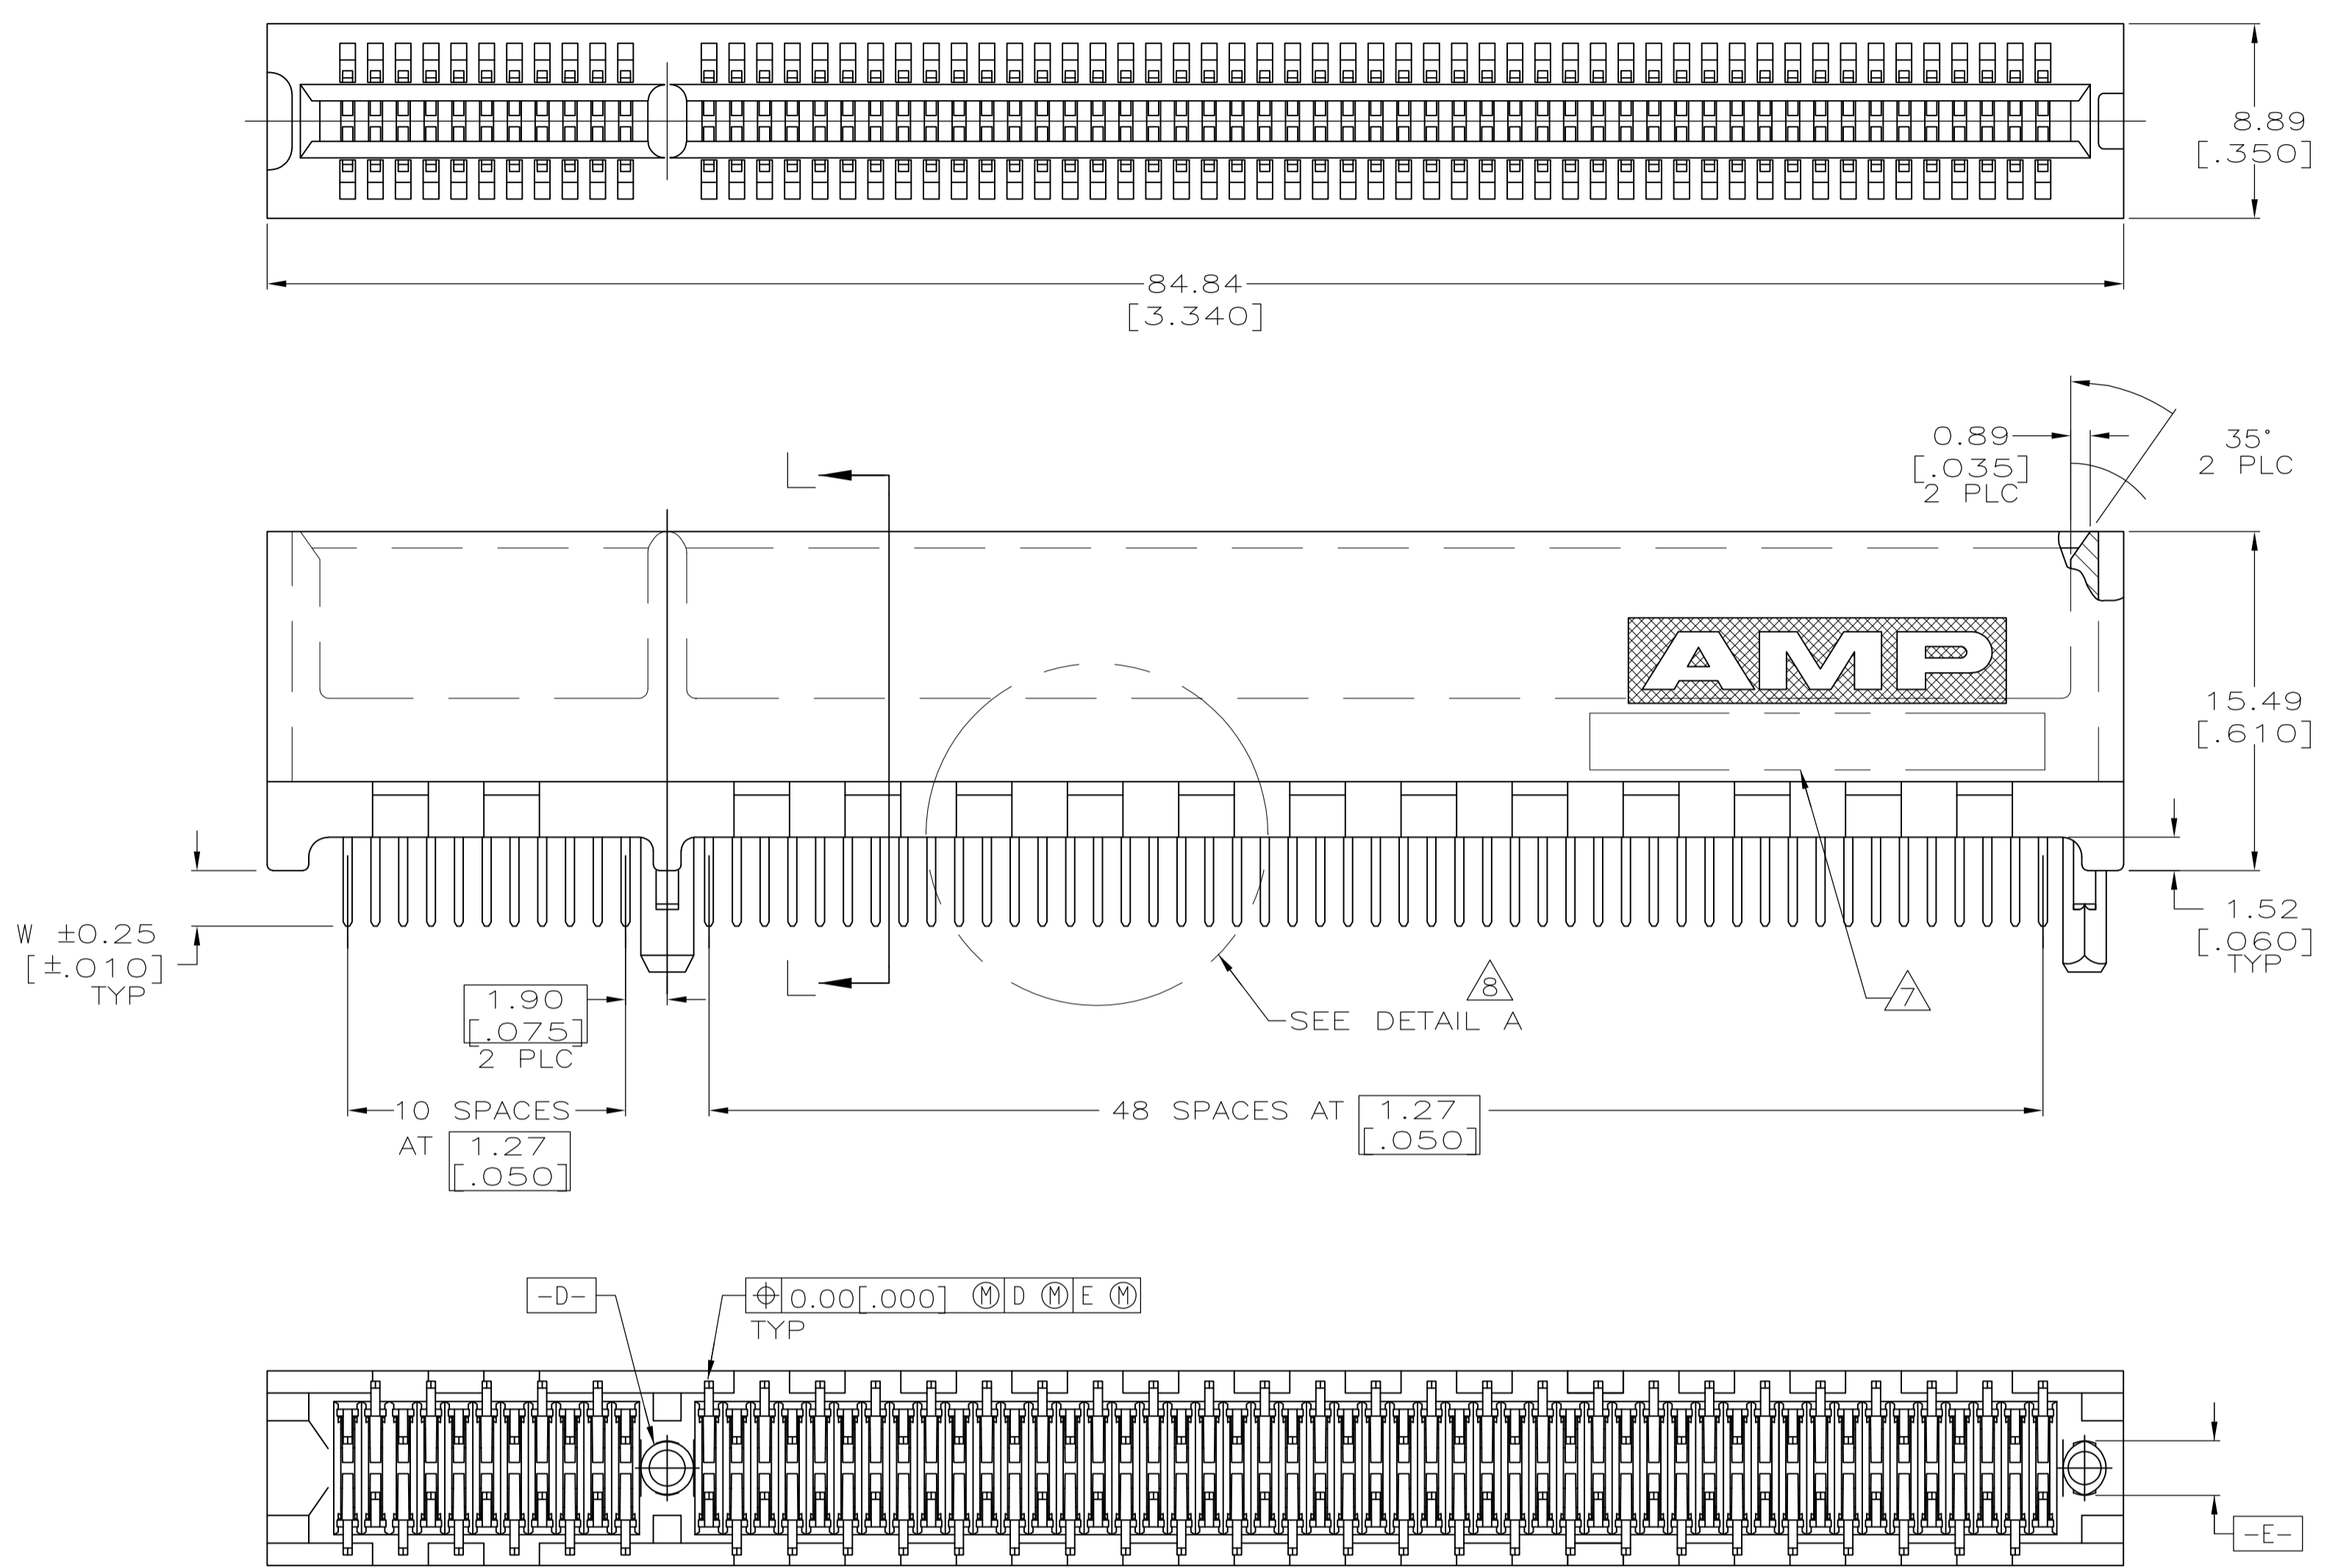 8.89
[.350]
84.84
[3.340]
0.89
[.035]
2 PLC
35°
2 PLC
AMP
15.49
[.610]
W ±0.25
[±.010]
TYP
1.52
[.060]
TYP
1.90
[.075]
2 PLC
8
7
SEE DETAIL A
10 SPACES
AT 1.27
[.050]
48 SPACES AT 1.27
[.050]
-D-
⌖ 0.00[.000] Ⓜ D Ⓜ E Ⓜ
TYP
-E-